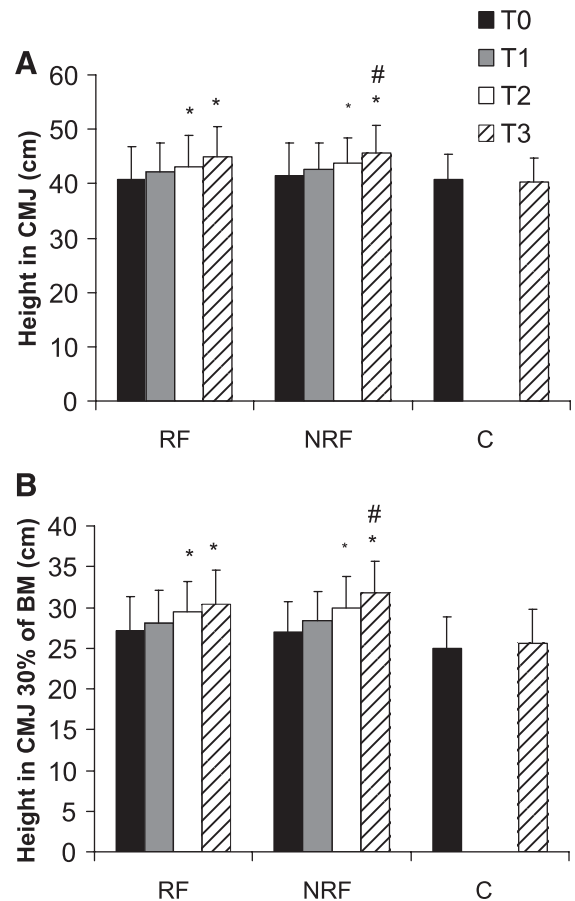 A
T0
T1
T2
T3
Height in CMJ (cm)
60
50
40
30
20
10
0
* *
* *
#
RF NRF C
B
Height in CMJ 30% of BM (cm)
40
35
30
25
20
15
10
5
0
* *
* *
#
RF NRF C